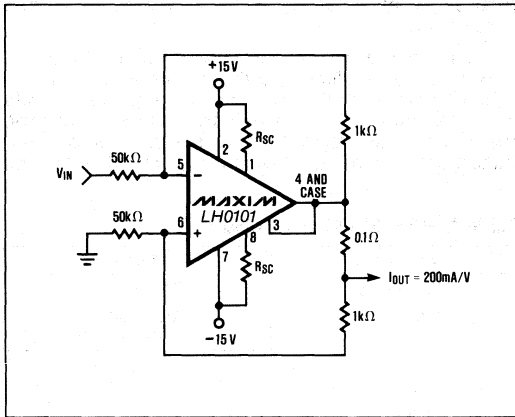 +15V
50kΩ
RSC
1kΩ
VIN
5
−
2
1
4 AND
CASE
MAXIM
LH0101
50kΩ
6
+
3
8
7
0.1Ω
RSC
IOUT = 200mA/V
1kΩ
−15V